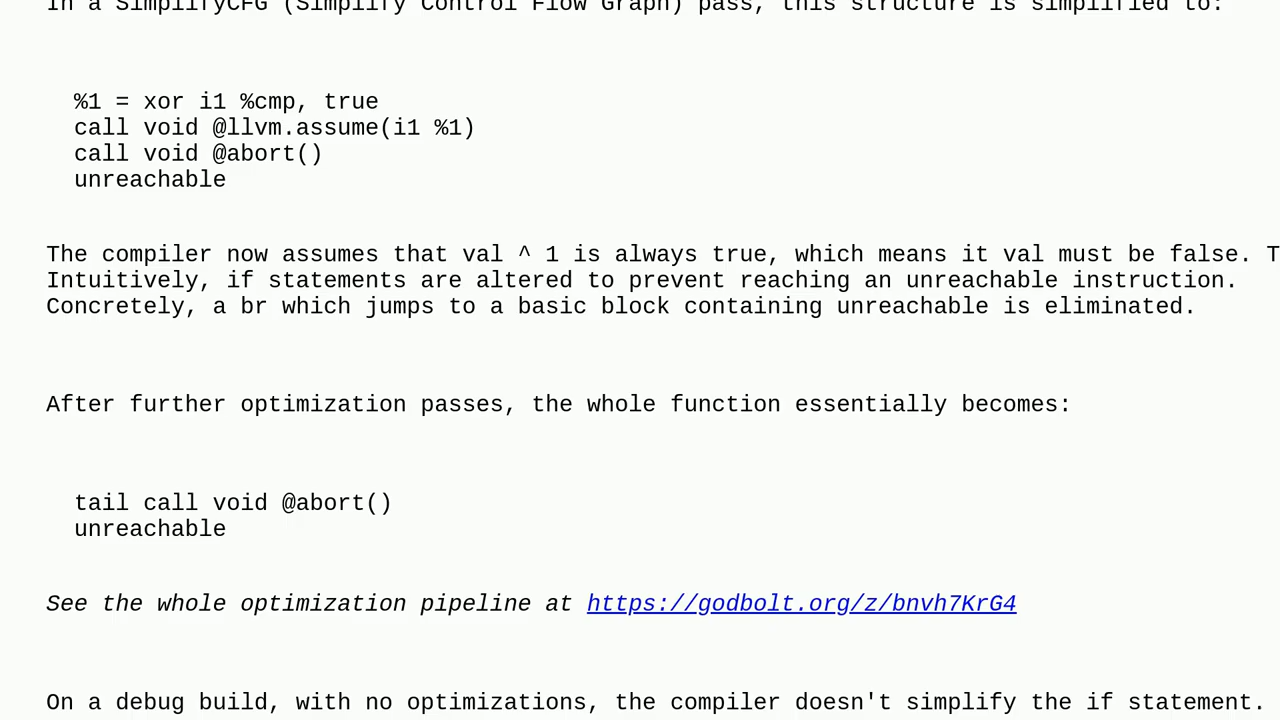 In a SimplifyCFG (Simplify Control Flow Graph) pass, this structure is simplified to:
%1 = xor i1 %cmp, true
call void @llvm.assume(i1 %1)
call void @abort()
unreachable
The compiler now assumes that val ^ 1 is always true, which means it val must be false. T
Intuitively, if statements are altered to prevent reaching an unreachable instruction.
Concretely, a br which jumps to a basic block containing unreachable is eliminated.
After further optimization passes, the whole function essentially becomes:
tail call void @abort()
unreachable
See the whole optimization pipeline at https://godbolt.org/z/bnvh7KrG4
On a debug build, with no optimizations, the compiler doesn't simplify the if statement.